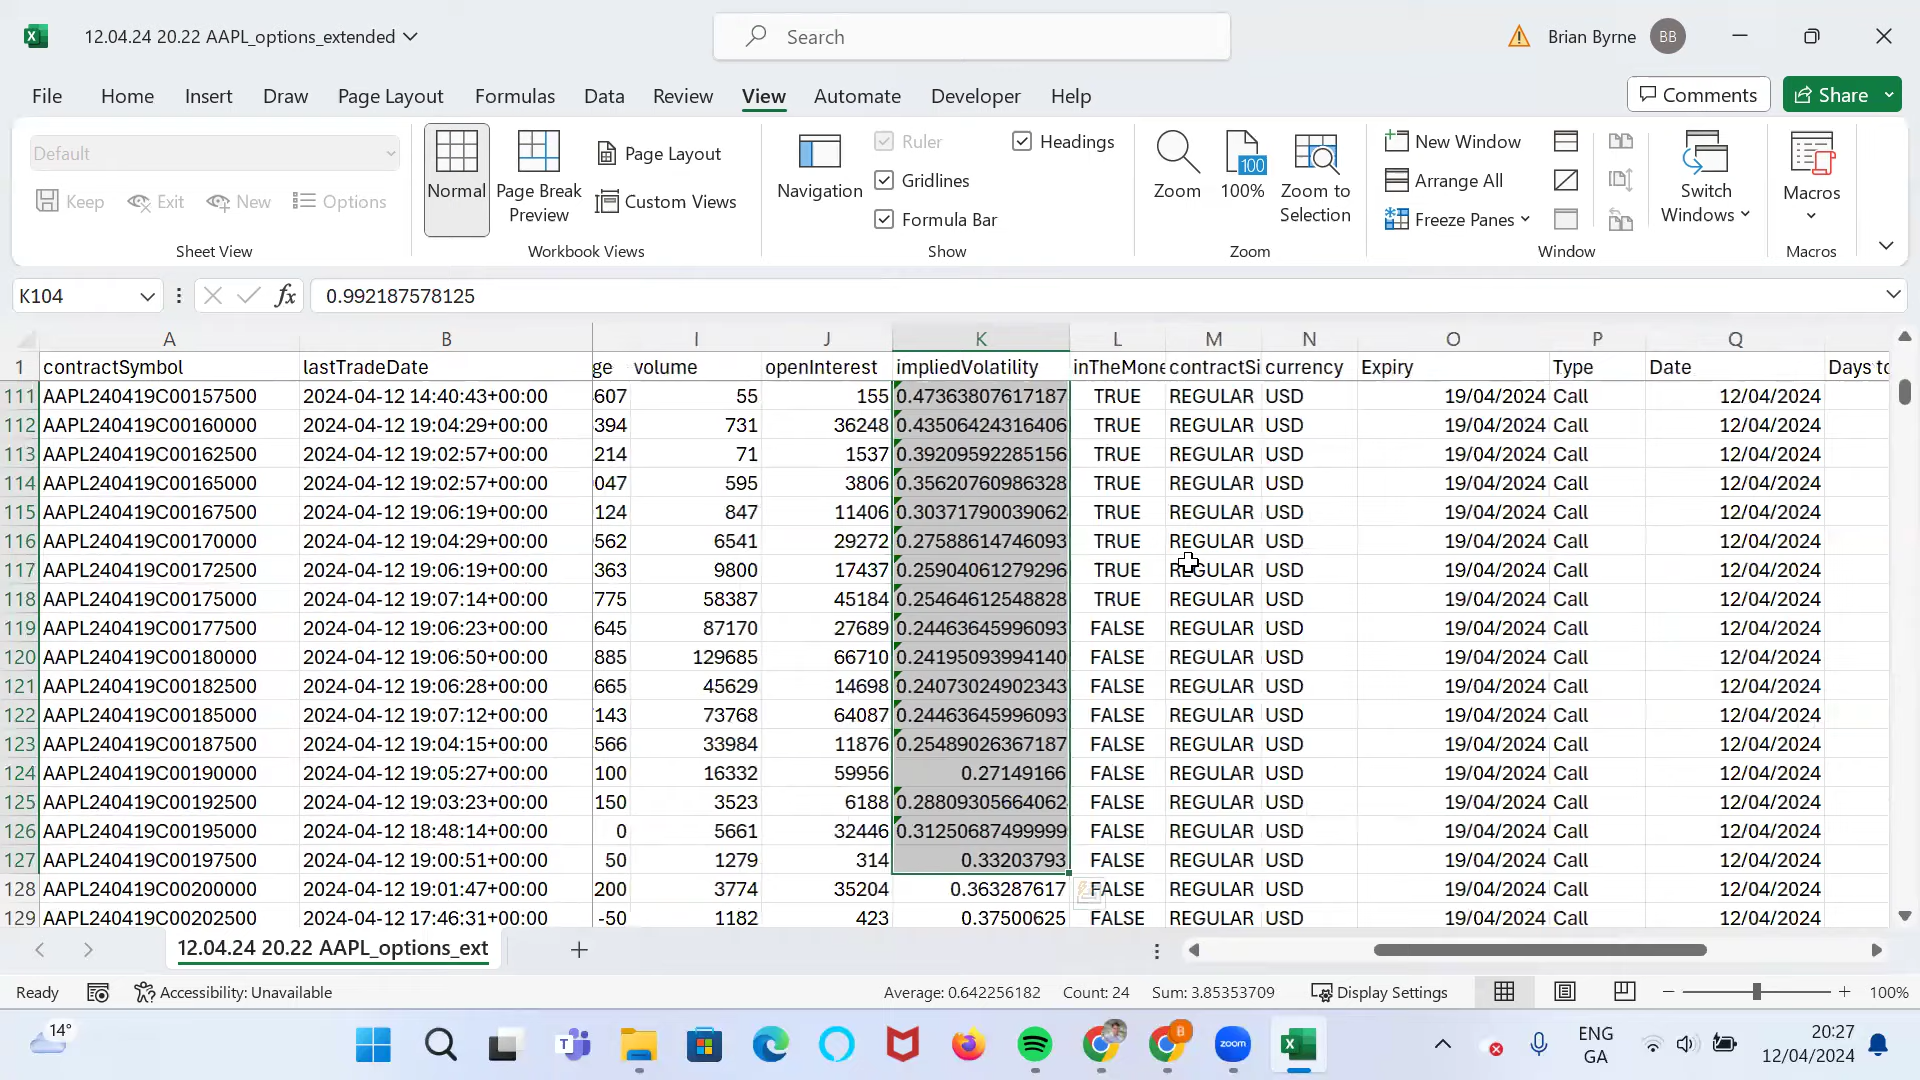 12.04.24 20.22 AAPL_options_extended
Search
Brian Byrne BB
File Home Insert Draw Page Layout Formulas Data Review View Automate Developer Help Comments Share
Default
Keep Exit New Options
Sheet View
Normal
Page Break Preview
Page Layout
Custom Views
Workbook Views
Navigation
Ruler
Gridlines
Formula Bar
Headings
Show
Zoom
100
100%
Zoom to Selection
Zoom
New Window
Arrange All
Freeze Panes
Switch Windows
Window
Macros
Macros
K104 fx 0.992187578125
A B I J K L M N O P Q
1 contractSymbol lastTradeDate ge volume openInterest impliedVolatility inTheMone contractSi currency Expiry Type Date Days to
111 AAPL240419C00157500 2024-04-12 14:40:43+00:00 607 55 155 0.47363807617187 TRUE REGULAR USD 19/04/2024 Call 12/04/2024
112 AAPL240419C00160000 2024-04-12 19:04:29+00:00 394 731 36248 0.43506424316406 TRUE REGULAR USD 19/04/2024 Call 12/04/2024
113 AAPL240419C00162500 2024-04-12 19:02:57+00:00 214 71 1537 0.39209592285156 TRUE REGULAR USD 19/04/2024 Call 12/04/2024
114 AAPL240419C00165000 2024-04-12 19:02:57+00:00 047 595 3806 0.35620760986328 TRUE REGULAR USD 19/04/2024 Call 12/04/2024
115 AAPL240419C00167500 2024-04-12 19:06:19+00:00 124 847 11406 0.30371790039062 TRUE REGULAR USD 19/04/2024 Call 12/04/2024
116 AAPL240419C00170000 2024-04-12 19:04:29+00:00 562 6541 29272 0.27588614746093 TRUE REGULAR USD 19/04/2024 Call 12/04/2024
117 AAPL240419C00172500 2024-04-12 19:06:19+00:00 363 9800 17437 0.25904061279296 TRUE REGULAR USD 19/04/2024 Call 12/04/2024
118 AAPL240419C00175000 2024-04-12 19:07:14+00:00 775 58387 45184 0.25464612548828 TRUE REGULAR USD 19/04/2024 Call 12/04/2024
119 AAPL240419C00177500 2024-04-12 19:06:23+00:00 645 87170 27689 0.24463645996093 FALSE REGULAR USD 19/04/2024 Call 12/04/2024
120 AAPL240419C00180000 2024-04-12 19:06:50+00:00 885 129685 66710 0.24195093994140 FALSE REGULAR USD 19/04/2024 Call 12/04/2024
121 AAPL240419C00182500 2024-04-12 19:06:28+00:00 665 45629 14698 0.24073024902343 FALSE REGULAR USD 19/04/2024 Call 12/04/2024
122 AAPL240419C00185000 2024-04-12 19:07:12+00:00 143 73768 64087 0.24463645996093 FALSE REGULAR USD 19/04/2024 Call 12/04/2024
123 AAPL240419C00187500 2024-04-12 19:04:15+00:00 566 33984 11876 0.25489026367187 FALSE REGULAR USD 19/04/2024 Call 12/04/2024
124 AAPL240419C00190000 2024-04-12 19:05:27+00:00 100 16332 59956 0.27149166 FALSE REGULAR USD 19/04/2024 Call 12/04/2024
125 AAPL240419C00192500 2024-04-12 19:03:23+00:00 150 3523 6188 0.28809305664062 FALSE REGULAR USD 19/04/2024 Call 12/04/2024
126 AAPL240419C00195000 2024-04-12 18:48:14+00:00 0 5661 32446 0.31250687499999 FALSE REGULAR USD 19/04/2024 Call 12/04/2024
127 AAPL240419C00197500 2024-04-12 19:00:51+00:00 50 1279 314 0.33203793 FALSE REGULAR USD 19/04/2024 Call 12/04/2024
128 AAPL240419C00200000 2024-04-12 19:01:47+00:00 200 3774 35204 0.363287617 FALSE REGULAR USD 19/04/2024 Call 12/04/2024
129 AAPL240419C00202500 2024-04-12 17:46:31+00:00 -50 1182 423 0.37500625 FALSE REGULAR USD 19/04/2024 Call 12/04/2024
12.04.24 20.22 AAPL_options_ext
Ready Accessibility: Unavailable Average: 0.642256182 Count: 24 Sum: 3.85353709 Display Settings 100%
14°
zoom
ENG
GA
20:27
12/04/2024